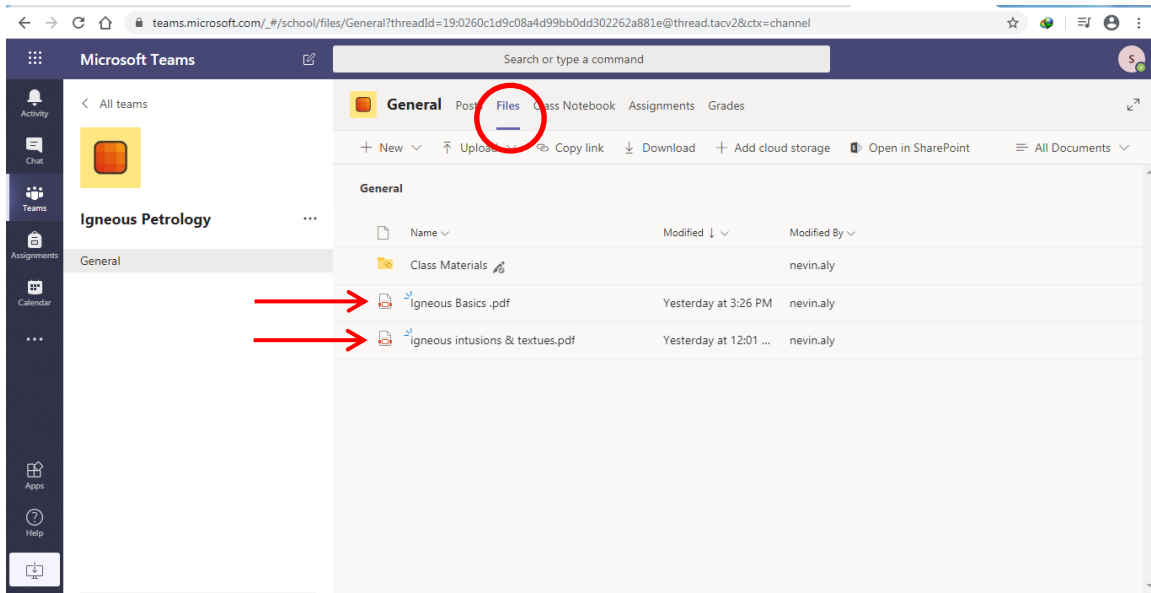 teams.microsoft.com/_#/school/files/General?threadId=19:0260c1d9c08a4d99bb0dd302262a881e@thread.tacv2&ctx=channel
Microsoft Teams
Search or type a command
S
Activity
Chat
Teams
Assignments
Calendar
Apps
Help
All teams
Igneous Petrology
General
General Posts Files Class Notebook Assignments Grades
New Upload Copy link Download Add cloud storage Open in SharePoint All Documents
General
Name Modified Modified By
Class Materials nevin.aly
Igneous Basics .pdf Yesterday at 3:26 PM nevin.aly
igneous intusions & textues.pdf Yesterday at 12:01 ... nevin.aly